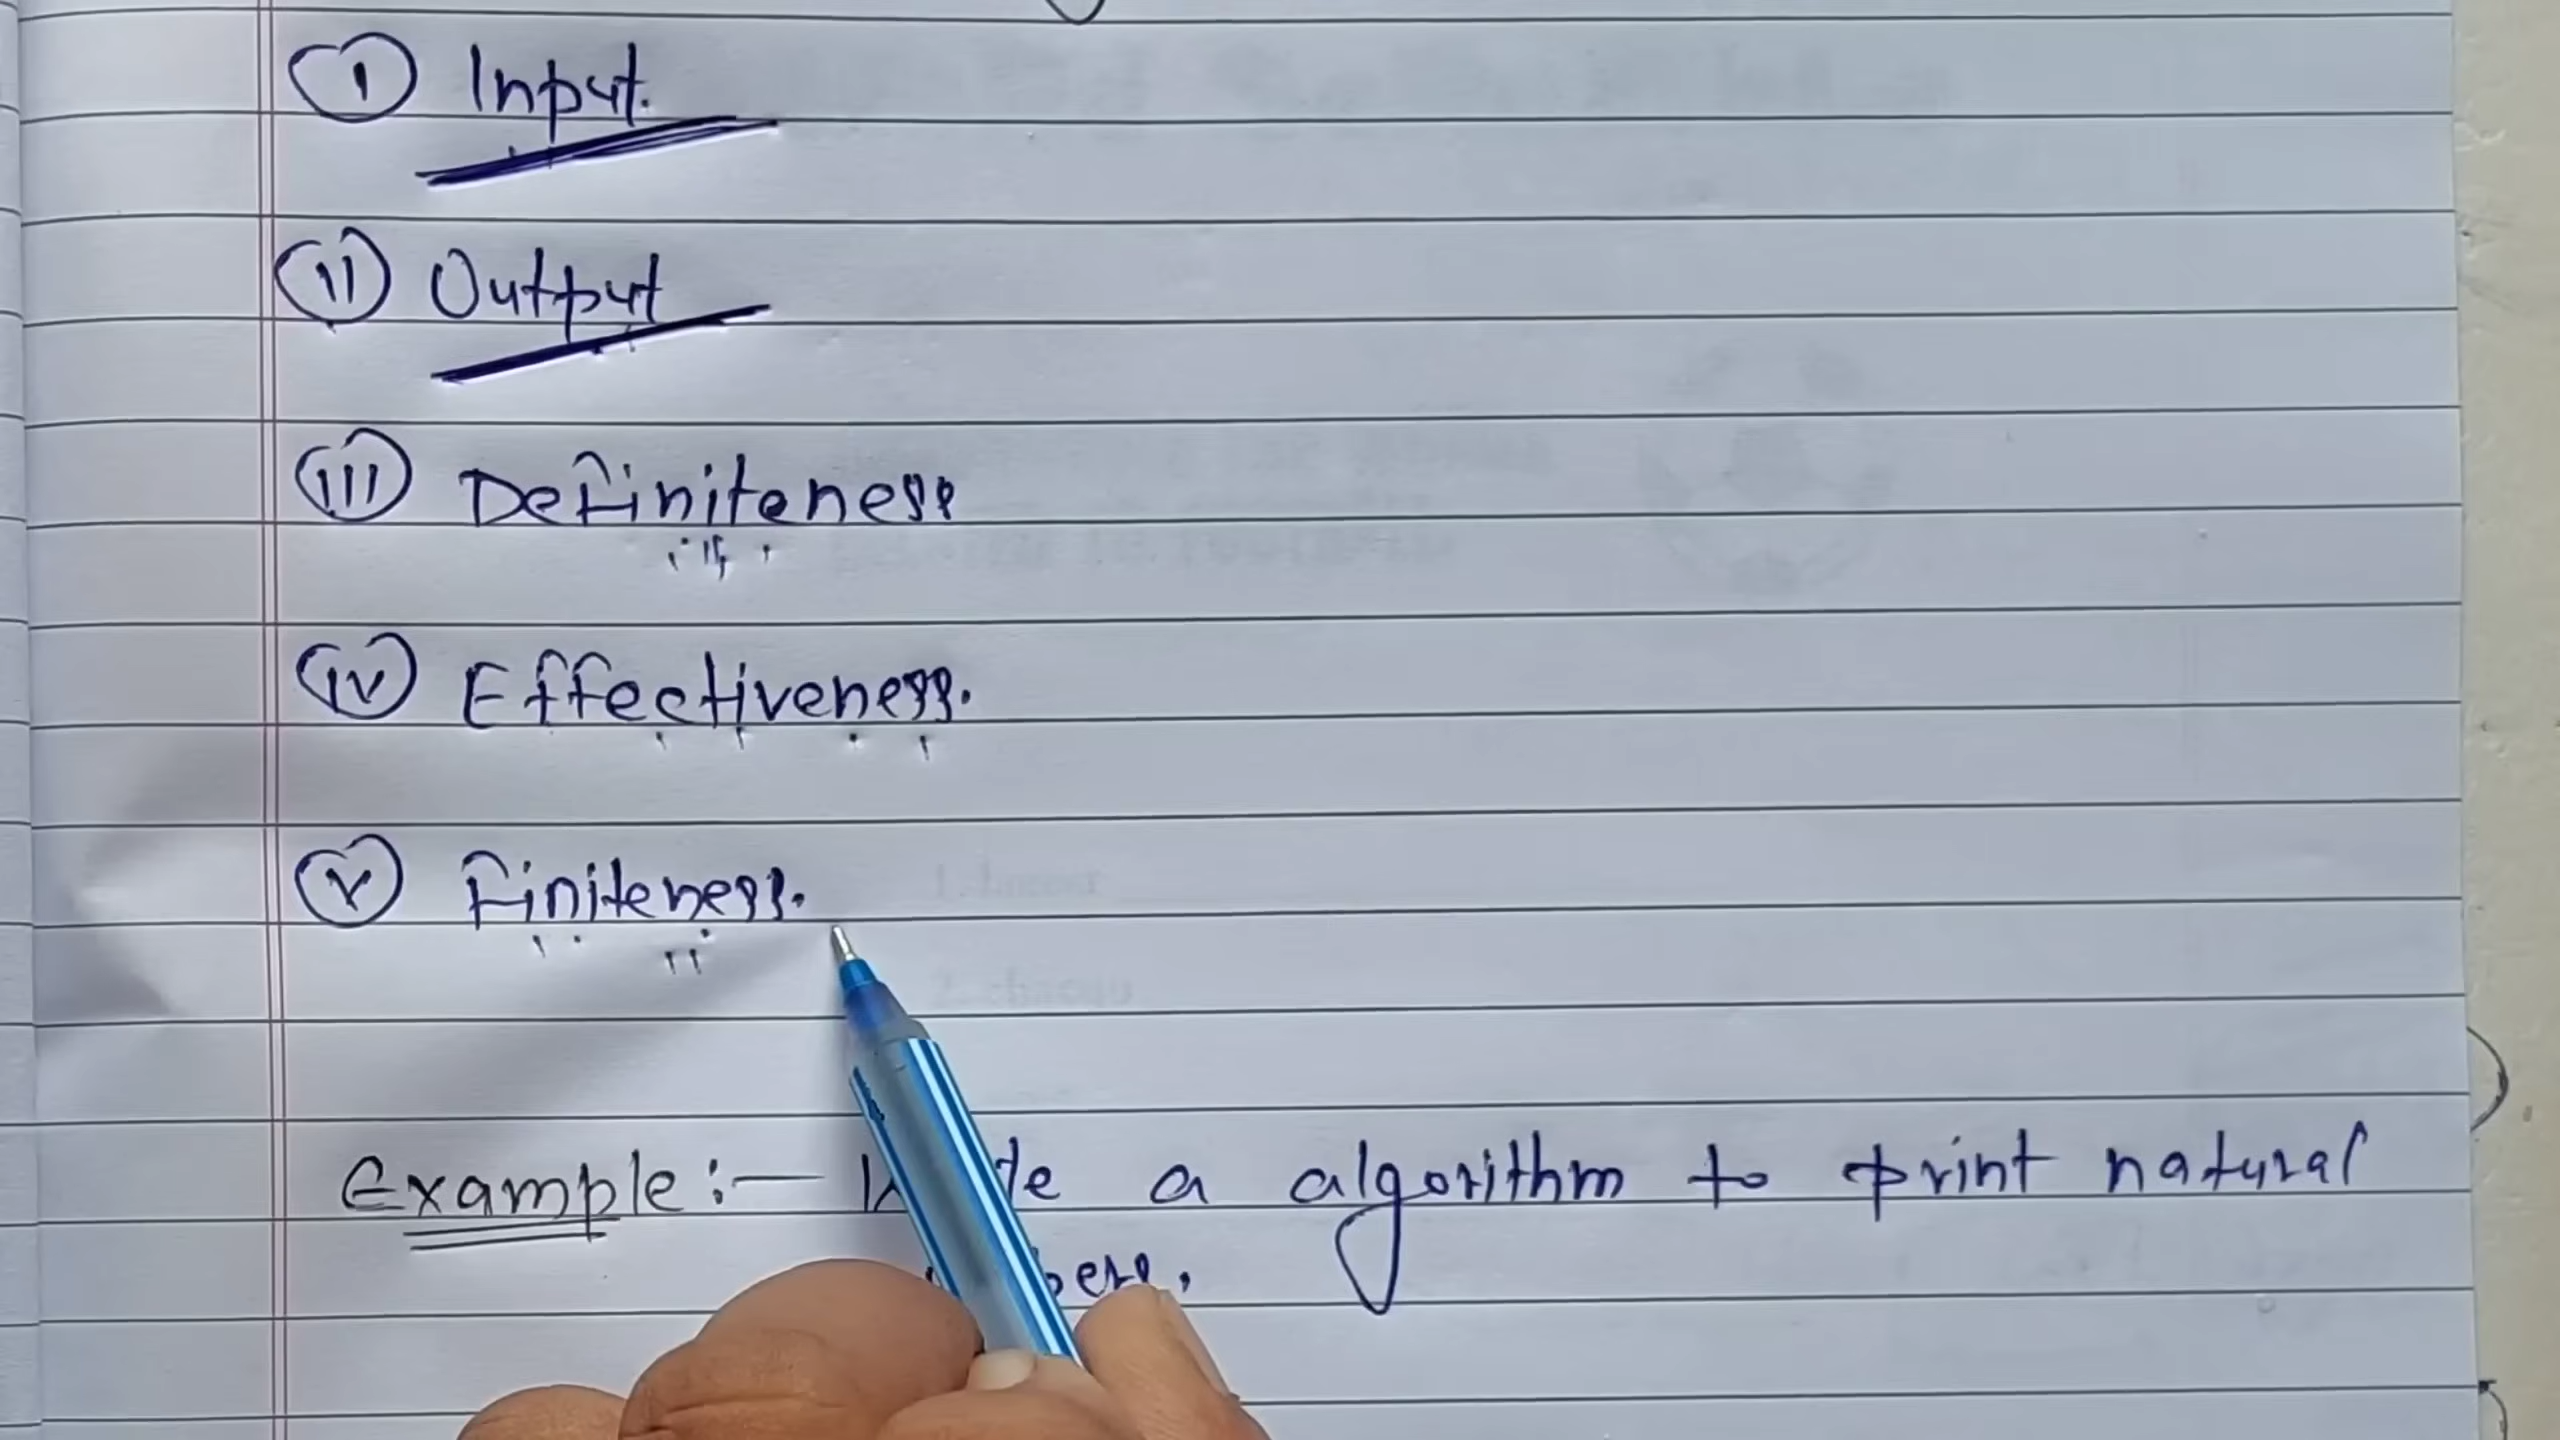 (i) Input.
(ii) Output
(iii) Definiteness
(iv) Effectiveness.
(v) Finiteness.
Example:— a algorithm to print natural